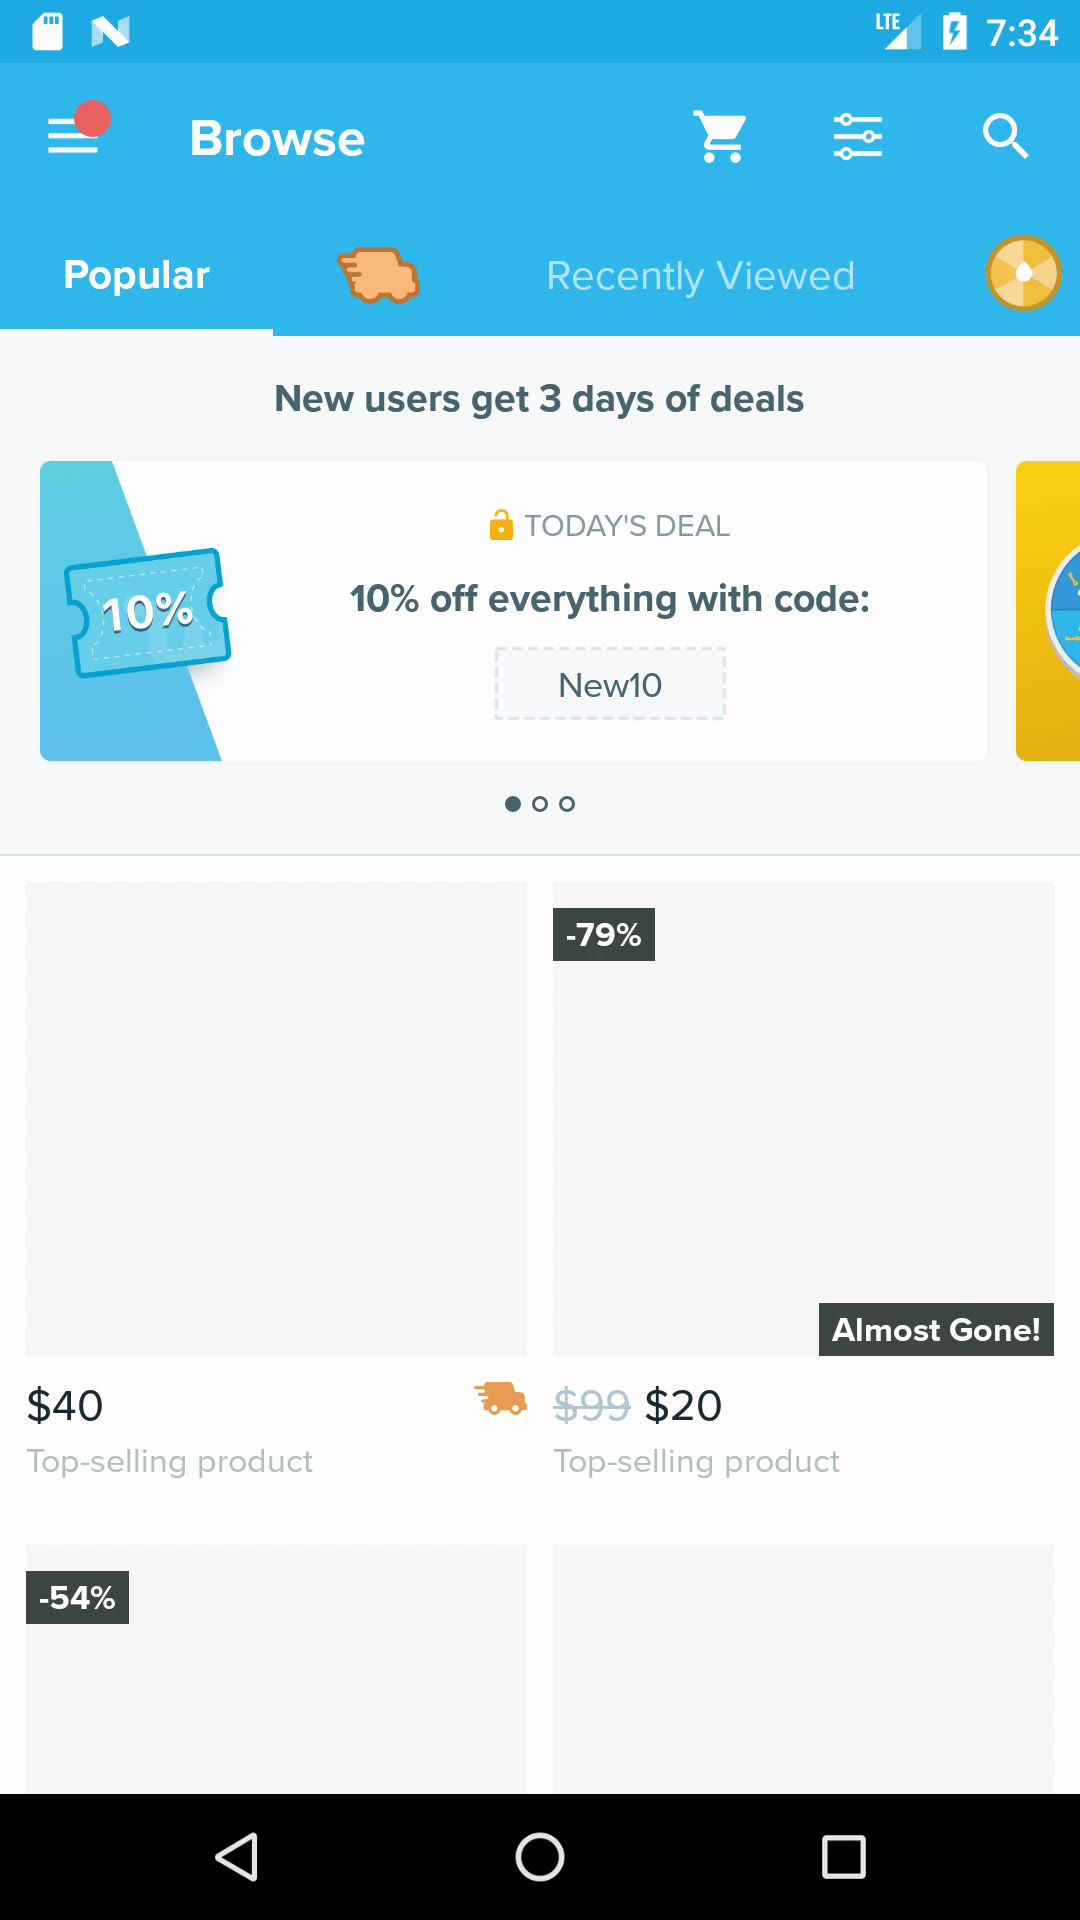 LTE 7:34
Browse
Popular
Recently Viewed
New users get 3 days of deals
TODAY'S DEAL
10%
10% off everything with code:
New10
-79%
Almost Gone!
$40
$99 $20
Top-selling product
Top-selling product
-54%